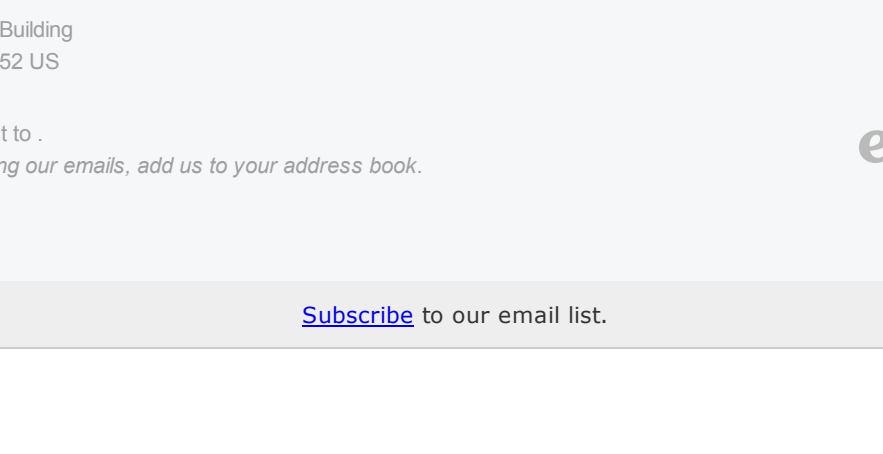 Building
52 US
t to .
ng our emails, add us to your address book.
e
Subscribe to our email list.